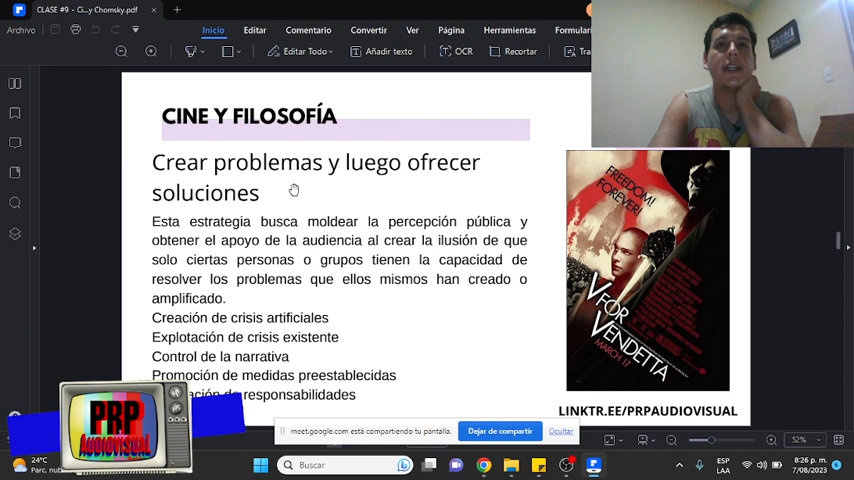 CLASE #9 - Ci...y Chomsky.pdf
Archivo
Inicio
Editar
Comentario
Convertir
Ver
Página
Herramientas
Formulari
Editar Todo
Añadir texto
OCR
Recortar
CINE Y FILOSOFÍA
Crear problemas y luego ofrecer
soluciones
Esta estrategia busca moldear la percepción pública y
obtener el apoyo de la audiencia al crear la ilusión de que
solo ciertas personas o grupos tienen la capacidad de
resolver los problemas que ellos mismos han creado o
amplificado.
Creación de crisis artificiales
Explotación de crisis existente
Control de la narrativa
Promoción de medidas preestablecidas
responsabilidades
FREEDOM!
FOREVER!
V FOR
VENDETTA
MARCH 17
LINKTR.EE/PRPAUDIOVISUAL
PRP
AUDIOVISUAL
meet.google.com está compartiendo tu pantalla.
Dejar de compartir
Ocultar
52%
24°C
Parc. nub
Buscar
ESP
LAA
8:26 p. m.
7/08/2023